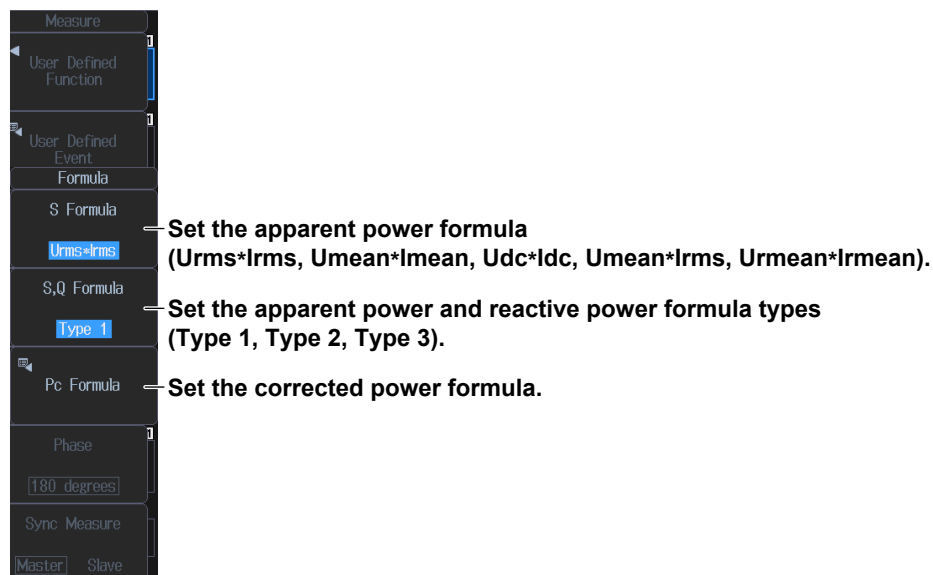 Measure
1
User Defined
Function
1
User Defined
Event
Formula
S Formula
Urms*Irms
Set the apparent power formula
(Urms*Irms, Umean*Imean, Udc*Idc, Umean*Irms, Urmean*Irmean).
S,Q Formula
Type 1
Set the apparent power and reactive power formula types
(Type 1, Type 2, Type 3).
Pc Formula
Set the corrected power formula.
1
Phase
180 degrees
Sync Measure
Master Slave